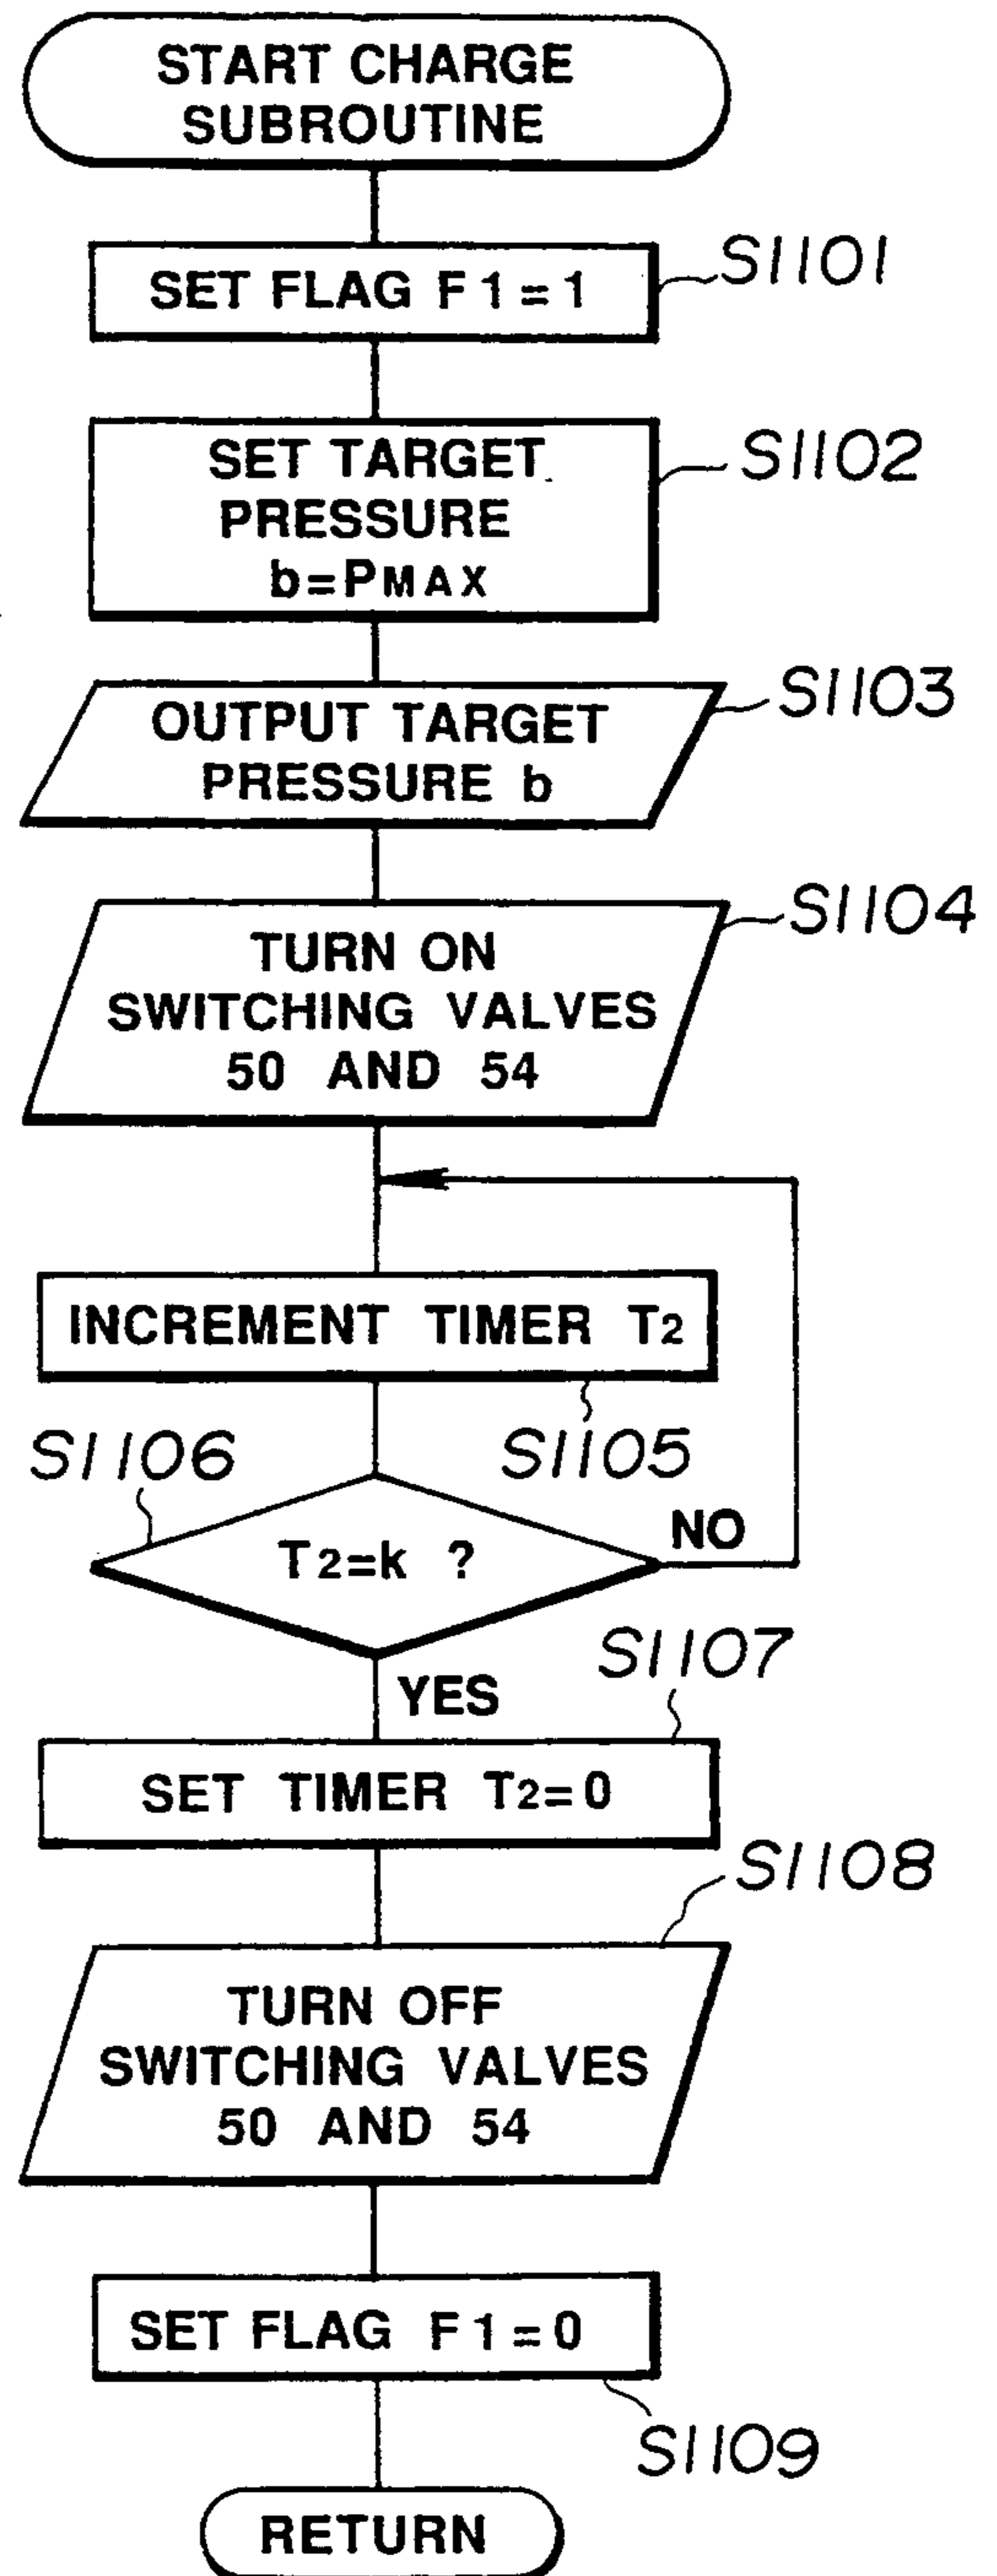 START CHARGE
SUBROUTINE
S1101
SET FLAG F1=1
S1102
SET TARGET
PRESSURE
b=PMAX
S1103
OUTPUT TARGET
PRESSURE b
S1104
TURN ON
SWITCHING VALVES
50 AND 54
INCREMENT TIMER T2
S1105
S1106
T2=k ?
NO
YES
S1107
SET TIMER T2=0
S1108
TURN OFF
SWITCHING VALVES
50 AND 54
SET FLAG F1=0
S1109
RETURN